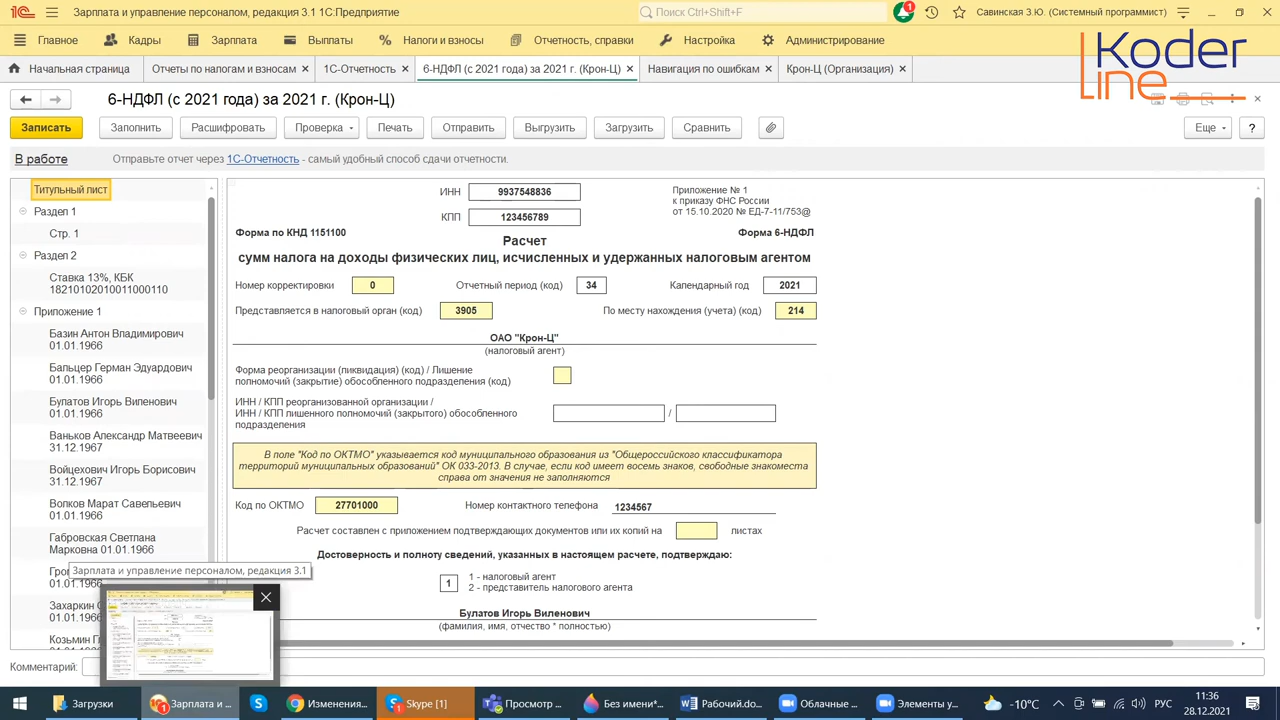 Зарплата и управление персоналом, редакция 3.1 1С:Предприятие
Поиск Ctrl+Shift+F
1
Савинская З.Ю. (Системный программист)
Главное
Кадры
Зарплата
Выплаты
Налоги и взносы
Отчетность, справки
Настройка
Администрирование
Koder
line
Начальная страница
Отчеты по налогам и взносам
1С-Отчетность
6-НДФЛ (с 2021 года) за 2021 г. (Крон-Ц)
Навигация по ошибкам
Крон-Ц (Организация)
6-НДФЛ (с 2021 года) за 2021 г. (Крон-Ц)
Записать
Заполнить
Расшифровать
Проверка
Печать
Отправить
Выгрузить
Загрузить
Сравнить
Еще
?
В работе
Отправьте отчет через 1С-Отчетность - самый удобный способ сдачи отчетности.
Титульный лист
Раздел 1
Стр. 1
Раздел 2
Ставка 13%, КБК
18210102010011000110
Приложение 1
Базин Антон Владимирович
01.01.1966
Бальцер Герман Эдуардович
01.01.1966
Булатов Игорь Виленович
01.01.1966
Ваньков Александр Матвеевич
31.12.1967
Войцехович Игорь Борисович
31.12.1967
Волков Марат Савельевич
01.01.1966
Габровская Светлана
Марковна 01.01.1966
Гро
01.01.1966
Захаркин С
01.01.1966
Козьмин Гр
Зарплата и управление персоналом, редакция 3.1
ИНН 9937548836
КПП 123456789
Приложение № 1
к приказу ФНС России
от 15.10.2020 № ЕД-7-11/753@
Форма по КНД 1151100
Форма 6-НДФЛ
Расчет
сумм налога на доходы физических лиц, исчисленных и удержанных налоговым агентом
Номер корректировки 0 Отчетный период (код) 34 Календарный год 2021
Представляется в налоговый орган (код) 3905 По месту нахождения (учета) (код) 214
ОАО "Крон-Ц"
(налоговый агент)
Форма реорганизации (ликвидация) (код) / Лишение
полномочий (закрытие) обособленного подразделения (код)
ИНН / КПП реорганизованной организации /
ИНН / КПП лишенного полномочий (закрытого) обособленного
подразделения
/
В поле "Код по ОКТМО" указывается код муниципального образования из "Общероссийского классификатора
территорий муниципальных образований" ОК 033-2013. В случае, если код имеет восемь знаков, свободные знакоместа
справа от значения не заполняются
Код по ОКТМО 27701000 Номер контактного телефона 1234567
Расчет составлен с приложением подтверждающих документов или их копий на листах
Достоверность и полноту сведений, указанных в настоящем расчете, подтверждаю:
1
1 - налоговый агент
2 - представитель налогового агента
Булатов Игорь Виленович
(фамилия, имя, отчество * полностью)
Комментарий:
Загрузки
Зарплата и ...
Изменения...
Skype [1]
Просмотр ...
Без имени*...
Рабочий.do...
Облачные ...
Элементы у...
-10°C
РУС
11:36
28.12.2021